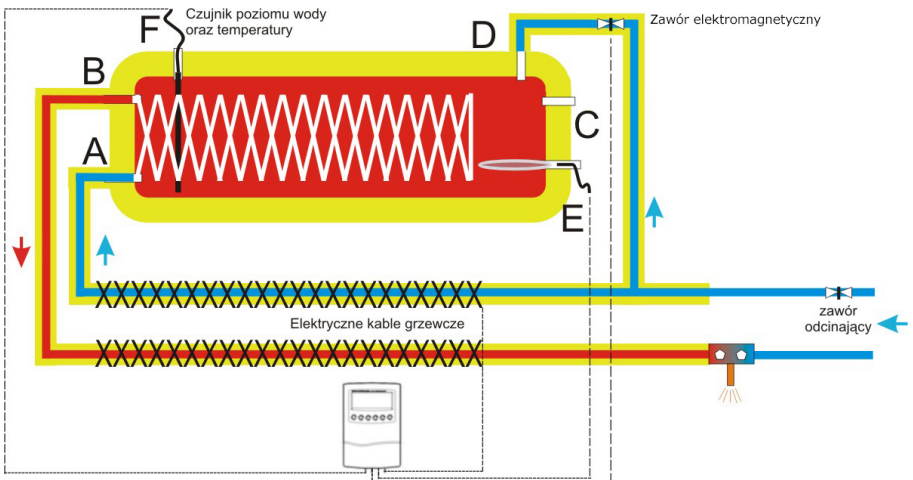 Czujnik poziomu wody
oraz temperatury
F
Zawór elektromagnetyczny
D
B
C
A
E
zawór
odcinający
Elektryczne kable grzewcze